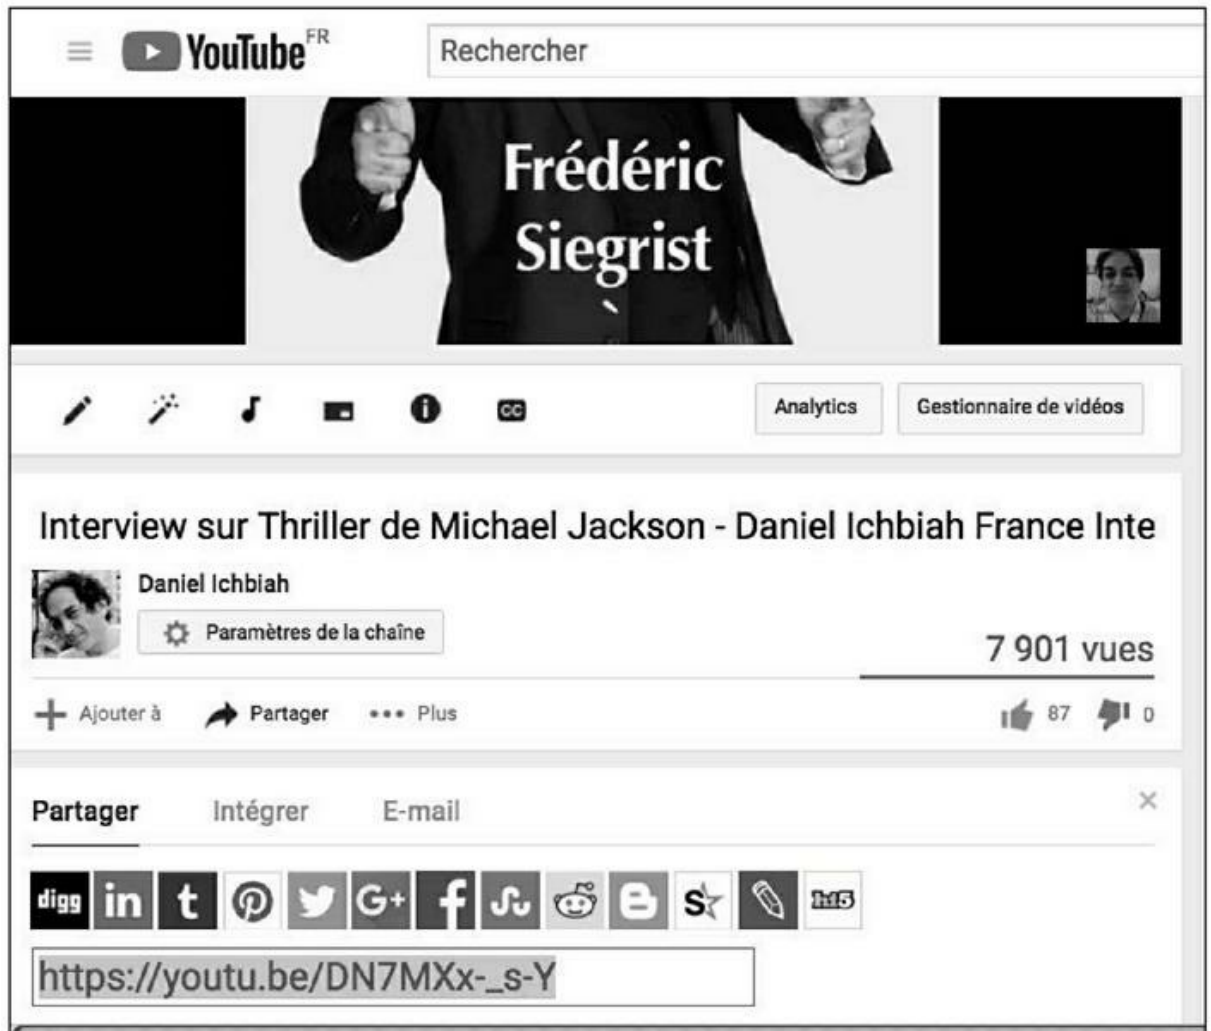 YouTube FR
Rechercher
Frédéric
Siegrist
CC
Analytics
Gestionnaire de vidéos
Interview sur Thriller de Michael Jackson - Daniel Ichbiah France Inte
Daniel Ichbiah
Paramètres de la chaîne
7 901 vues
Ajouter à
Partager
Plus
87
0
Partager
Intégrer
E-mail
digg in t G+ f B S
https://youtu.be/DN7MXx-_s-Y